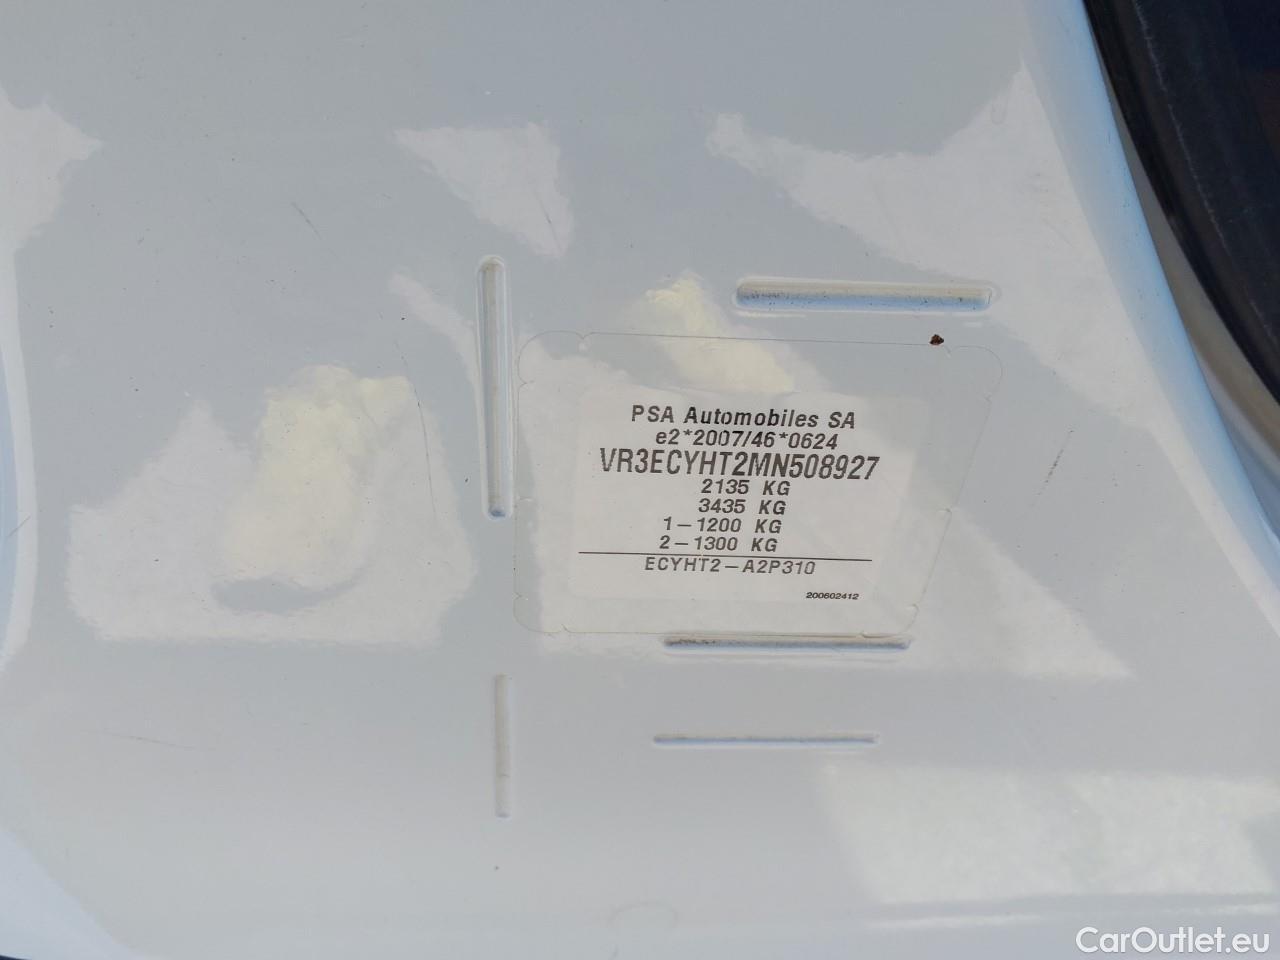 PSA Automobiles SA
e2*2007/46*0624
VR3ECYHT2MN508927
2135 KG
3435 KG
1-1200 KG
2-1300 KG
ECYHT2-A2P310
200602412
CarOutlet.eu